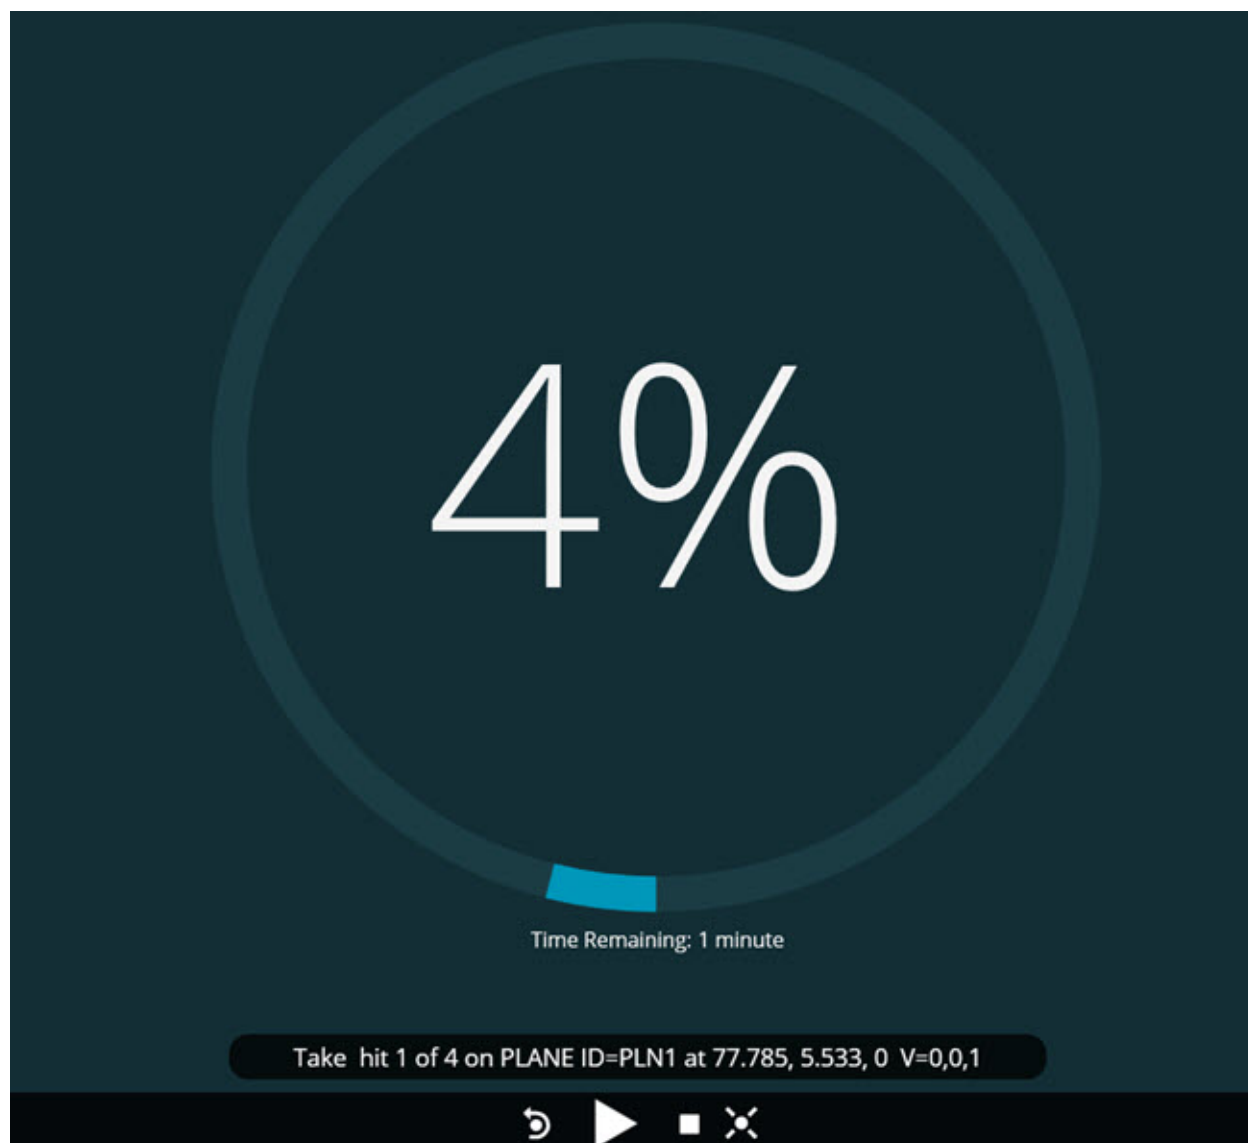 4%
Time Remaining: 1 minute
Take hit 1 of 4 on PLANE ID=PLN1 at 77.785, 5.533, 0 V=0,0,1